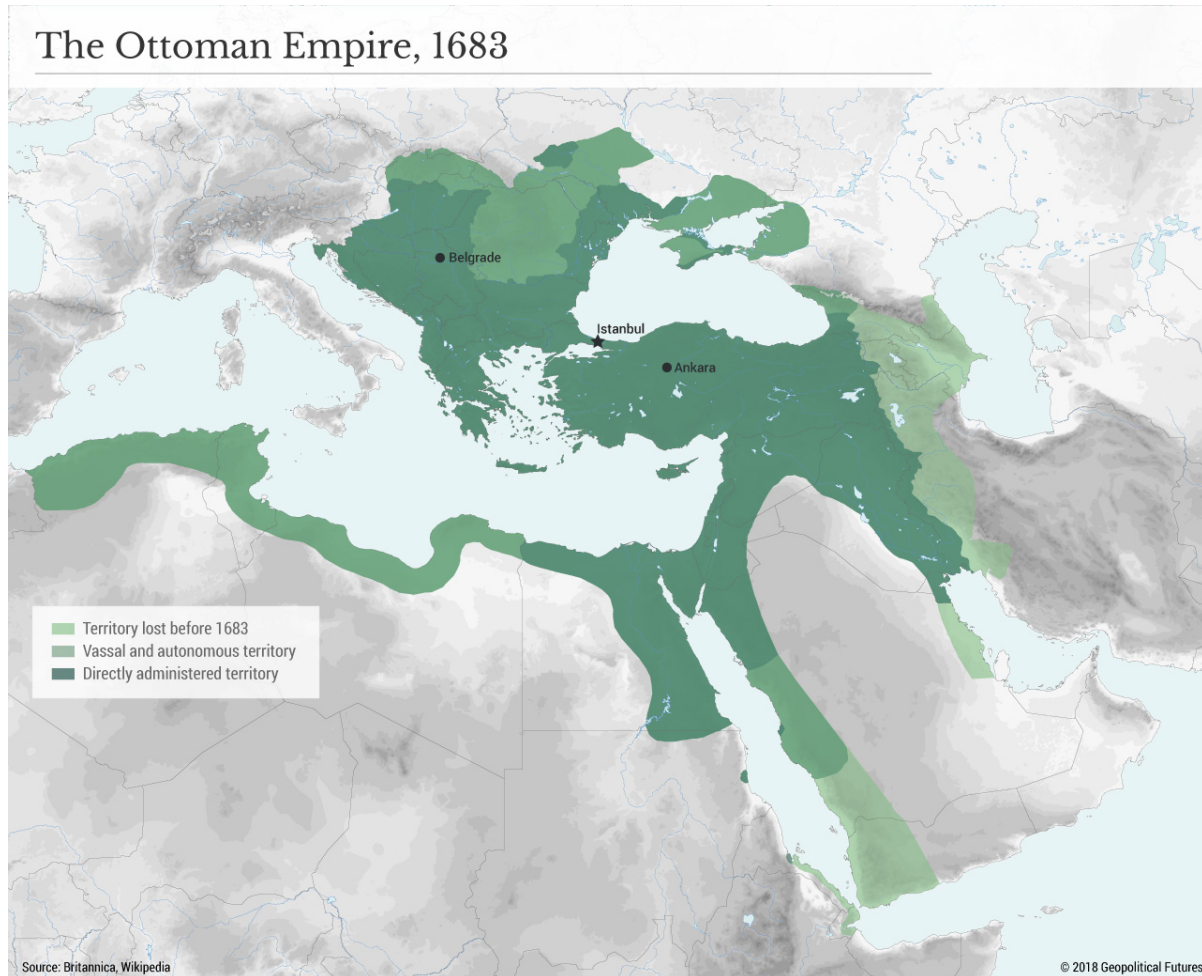 The Ottoman Empire, 1683
Belgrade
Istanbul
Ankara
Territory lost before 1683
Vassal and autonomous territory
Directly administered territory
Source: Britannica, Wikipedia
© 2018 Geopolitical Futures